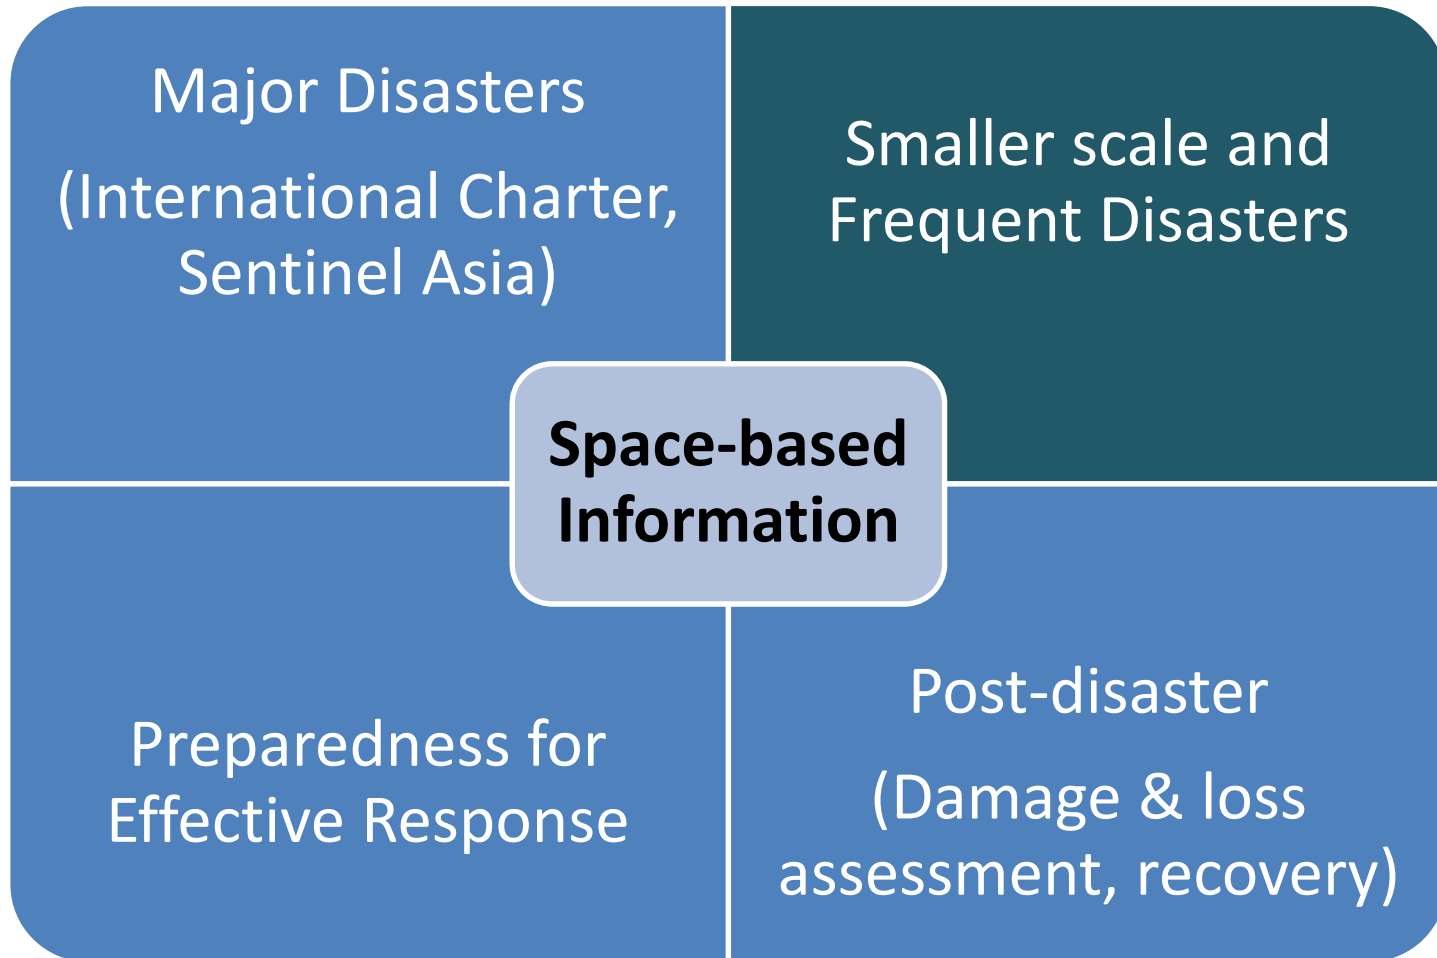 Major Disasters
(International Charter,
Sentinel Asia)
Smaller scale and
Frequent Disasters
Space-based
Information
Preparedness for
Effective Response
Post-disaster
(Damage & loss
assessment, recovery)